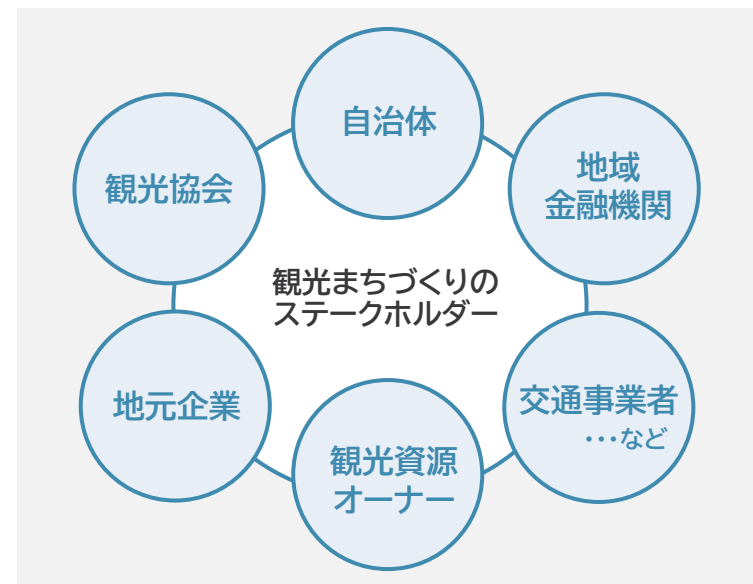 自治体
観光協会
地域
金融機関
観光まちづくりの
ステークホルダー
地元企業
交通事業者
･･･など
観光資源
オーナー